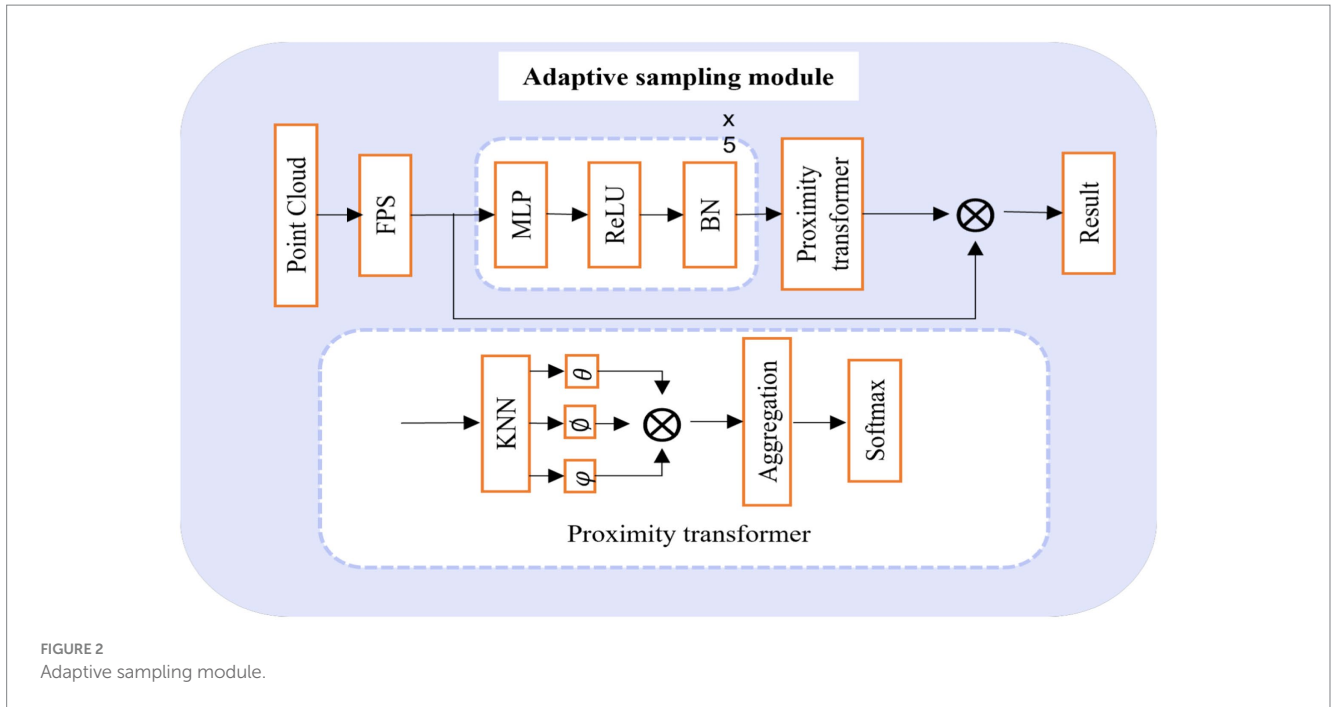 Adaptive sampling module
Point Cloud
FPS
MLP
ReLU
BN
x
5
Proximity
transformer
Result
KNN
θ
ϕ
φ
Aggregation
Softmax
Proximity transformer
FIGURE 2
Adaptive sampling module.